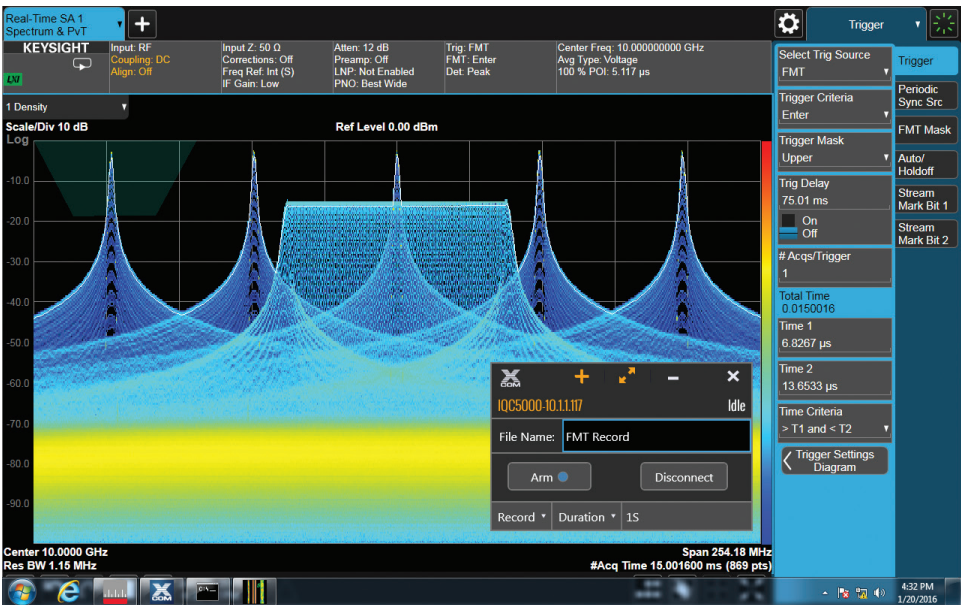 Real-Time SA 1
Spectrum & PvT
Trigger
KEYSIGHT
LXI
Input: RF
Coupling: DC
Align: Off
Input Z: 50 Ω
Corrections: Off
Freq Ref: Int (S)
IF Gain: Low
Atten: 12 dB
Preamp: Off
LNP: Not Enabled
PNO: Best Wide
Trig: FMT
FMT: Enter
Det: Peak
Center Freq: 10.000000000 GHz
Avg Type: Voltage
100 % POI: 5.117 µs
1 Density
Scale/Div 10 dB
Ref Level 0.00 dBm
Log
-10.0
-20.0
-30.0
-40.0
-50.0
-60.0
-70.0
-80.0
-90.0
Center 10.0000 GHz
Res BW 1.15 MHz
Span 254.18 MHz
#Acq Time 15.001600 ms (869 pts)
XCOM
IQC5000-10.1.1.117
Idle
File Name:
FMT Record
Arm
Disconnect
Record
Duration
1S
Select Trig Source
FMT
Trigger Criteria
Enter
Trigger Mask
Upper
Trig Delay
75.01 ms
On
Off
# Acqs/Trigger
1
Total Time
0.0150016
Time 1
6.8267 µs
Time 2
13.6533 µs
Time Criteria
> T1 and < T2
Trigger Settings
Diagram
Trigger
Periodic
Sync Src
FMT Mask
Auto/
Holdoff
Stream
Mark Bit 1
Stream
Mark Bit 2
XCOM
4:32 PM
1/20/2016